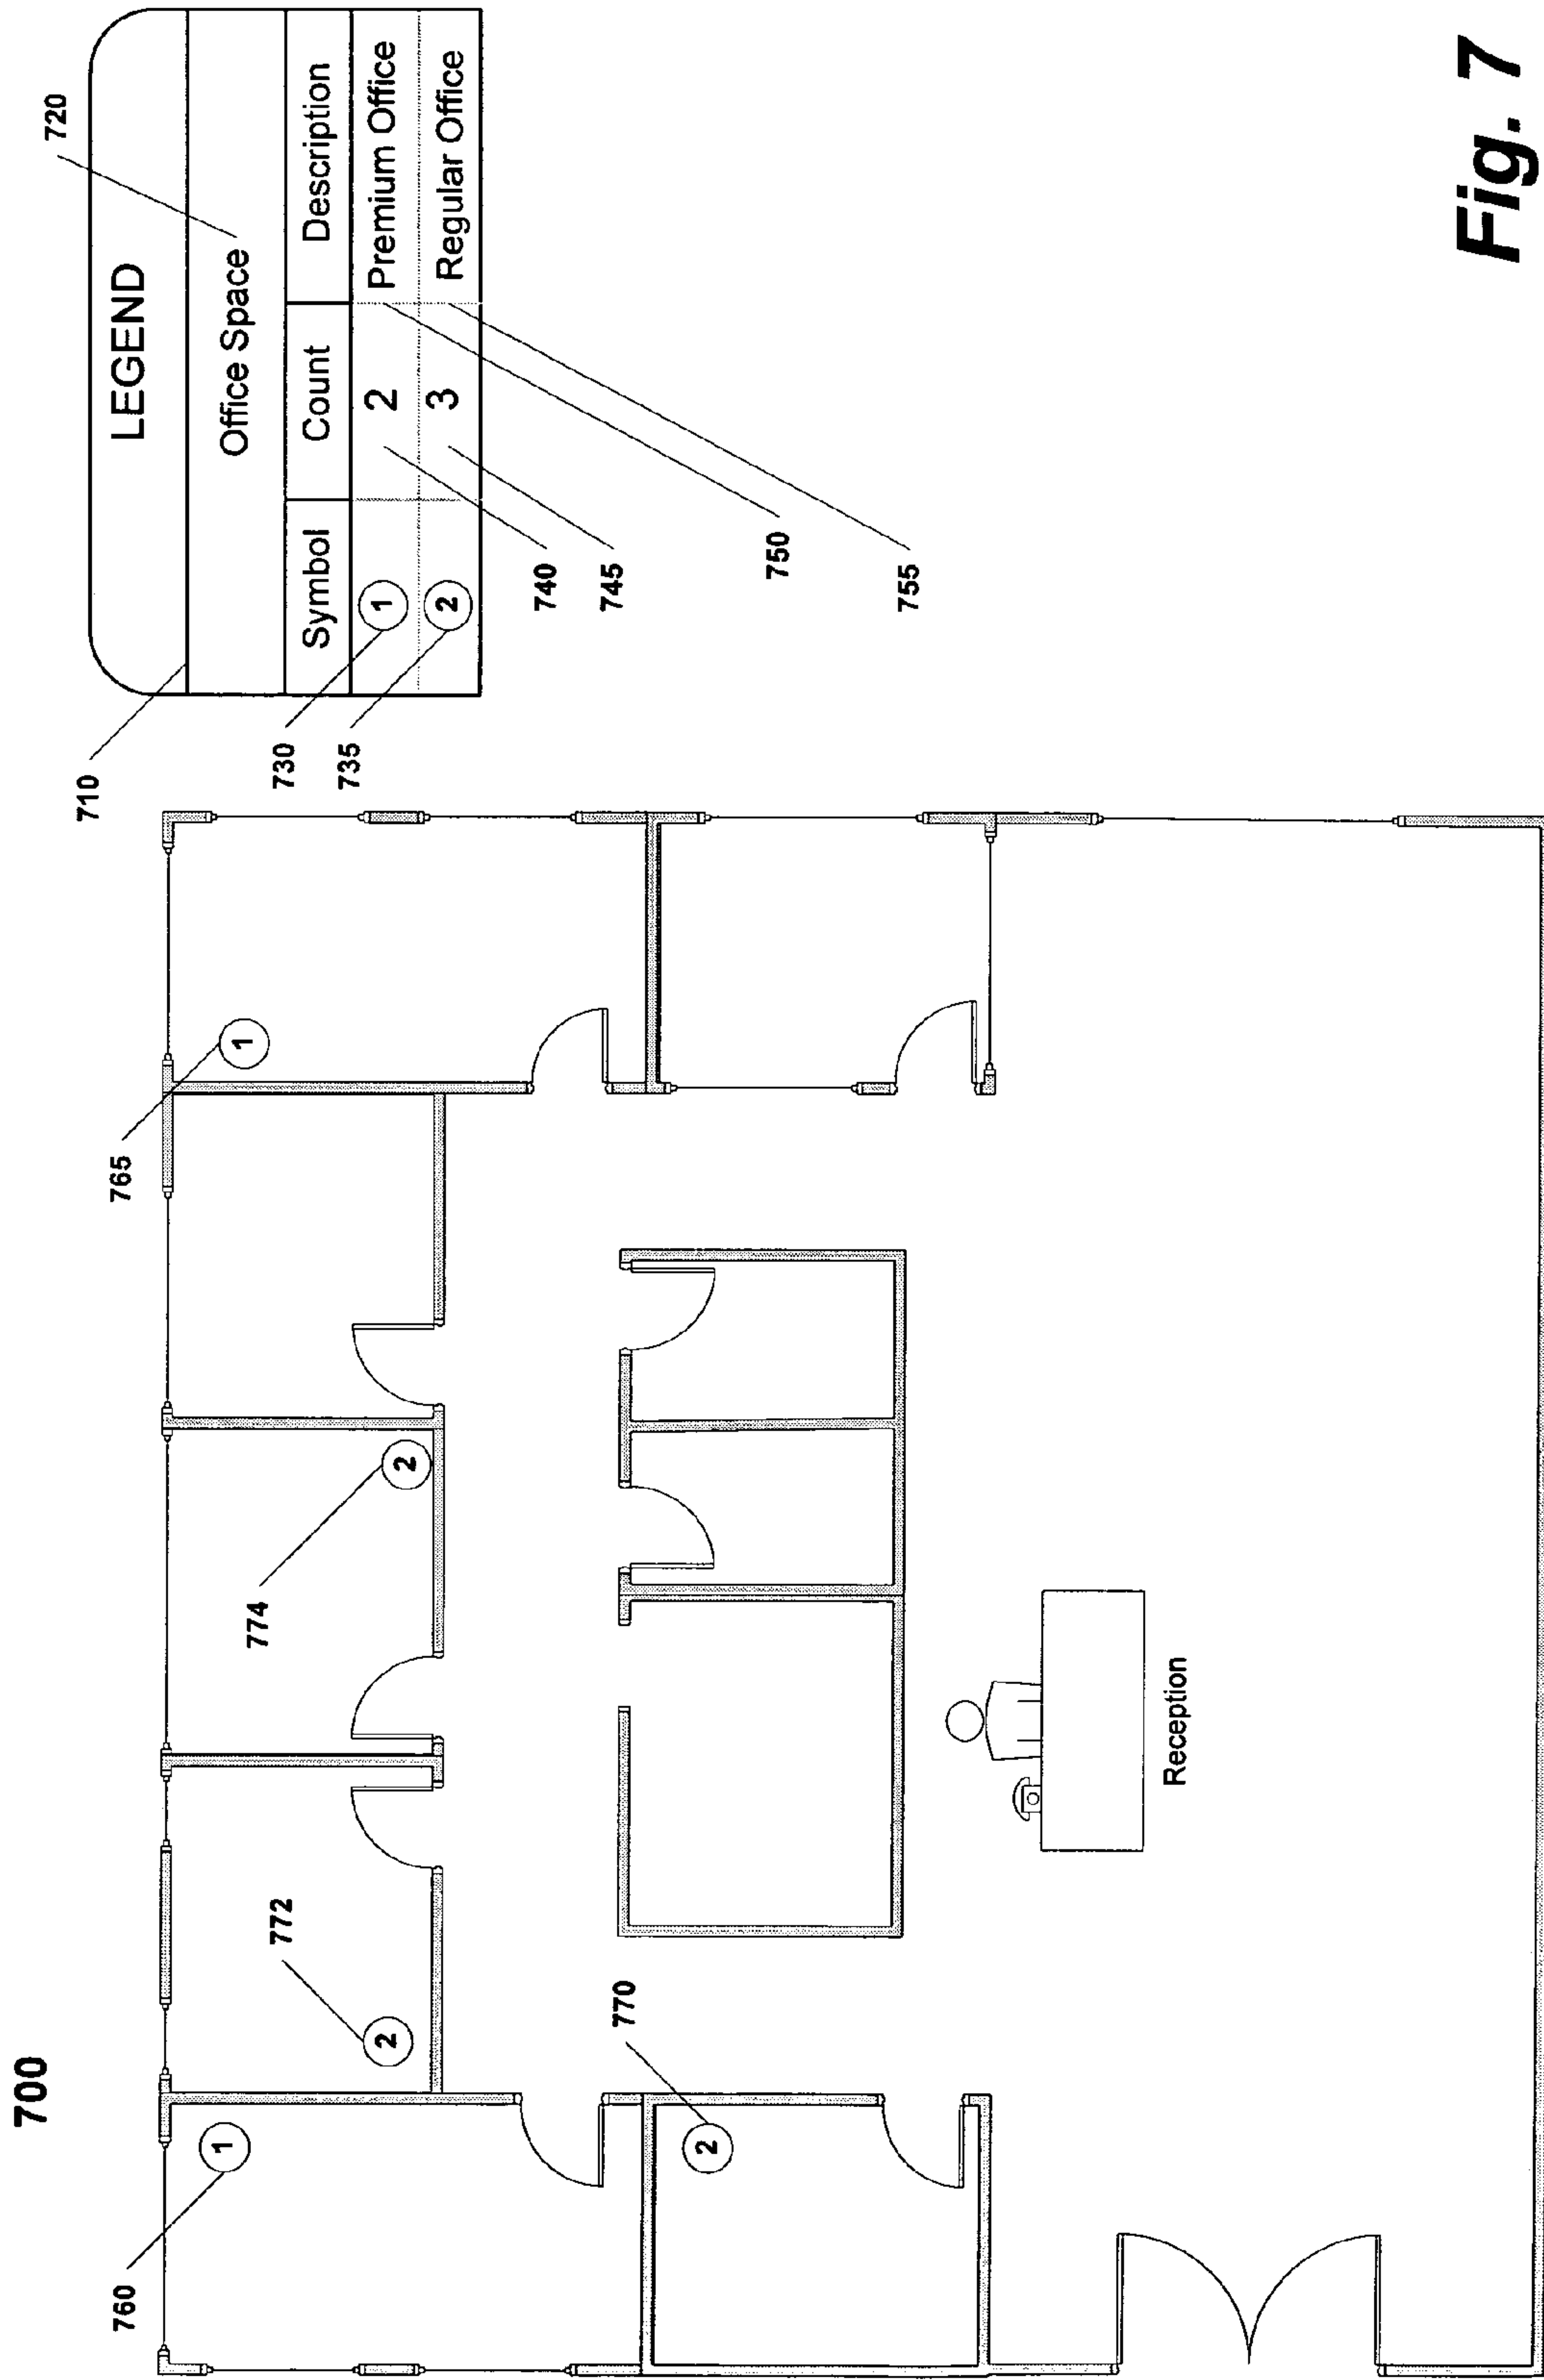 700
710
720
LEGEND
Office Space
Symbol Count Description
1 2 Premium Office
2 3 Regular Office
730
735
740
745
750
755
760
1
765
1
772
2
774
2
770
2
Reception
Fig. 7